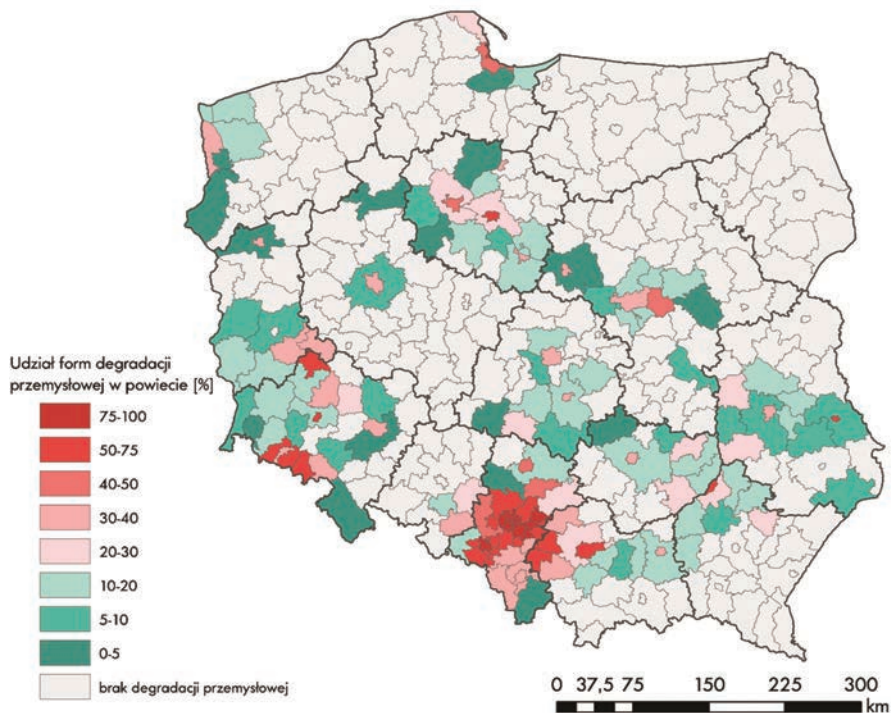 Udział form degradacji
przemysłowej w powiecie [%]
75-100
50-75
40-50
30-40
20-30
10-20
5-10
0-5
brak degradacji przemysłowej
0 37,5 75 150 225 300
km